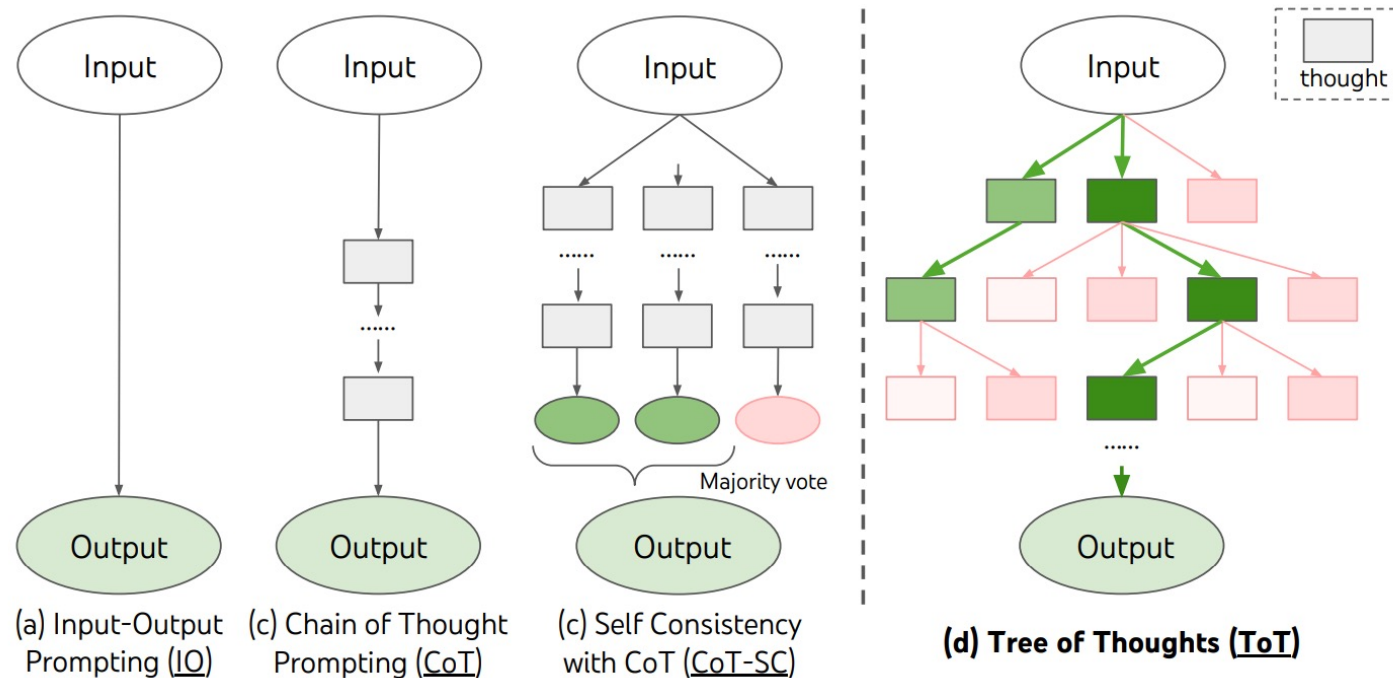 Input
Input
Input
Input
thought
......
......
......
......
......
Majority vote
Output
Output
Output
Output
(a) Input-Output
Prompting (IO)
(c) Chain of Thought
Prompting (CoT)
(c) Self Consistency
with CoT (CoT-SC)
(d) Tree of Thoughts (ToT)